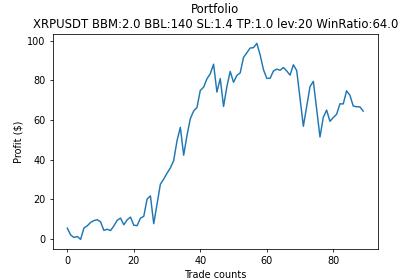 Portfolio
XRPUSDT BBM:2.0 BBL:140 SL:1.4 TP:1.0 lev:20 WinRatio:64.0
100
80
60
40
20
0
Profit ($)
0 20 40 60 80
Trade counts